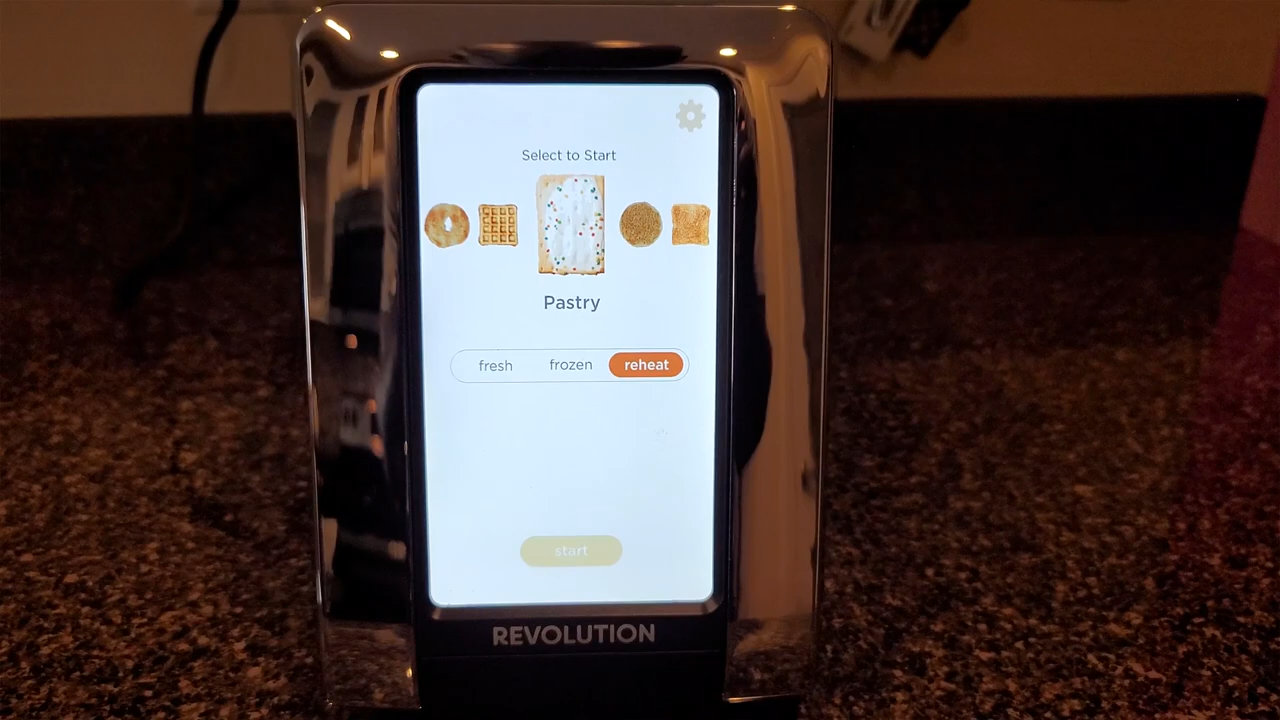 Select to Start
Pastry
fresh frozen reheat
start
REVOLUTION